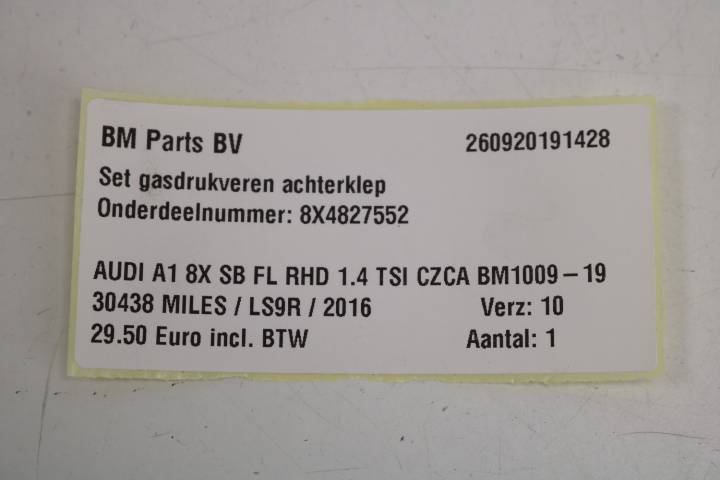 BM Parts BV 260920191428
Set gasdrukveren achterklep
Onderdeelnummer: 8X4827552
AUDI A1 8X SB FL RHD 1.4 TSI CZCA BM1009-19
30438 MILES / LS9R / 2016 Verz: 10
29.50 Euro incl. BTW Aantal: 1